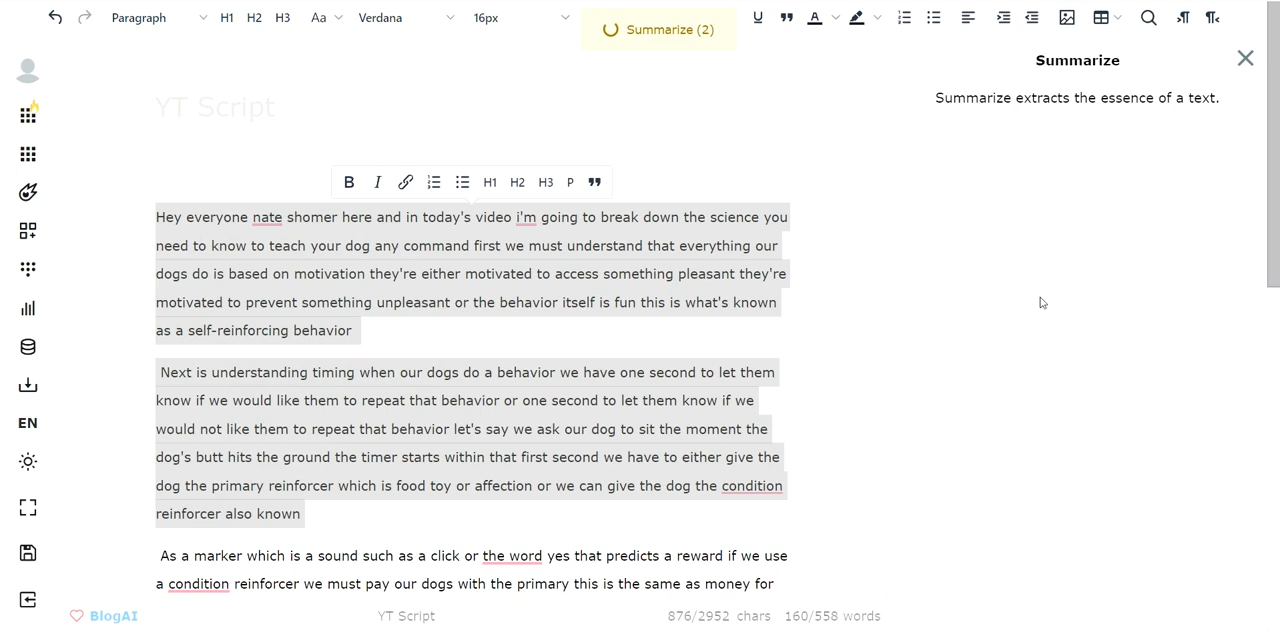 Paragraph H1 H2 H3 Aa Verdana 16px Summarize (2) U A
Summarize
Summarize extracts the essence of a text.
YT Script
B I H1 H2 H3 P
Hey everyone nate shomer here and in today's video i'm going to break down the science you
need to know to teach your dog any command first we must understand that everything our
dogs do is based on motivation they're either motivated to access something pleasant they're
motivated to prevent something unpleasant or the behavior itself is fun this is what's known
as a self-reinforcing behavior
Next is understanding timing when our dogs do a behavior we have one second to let them
know if we would like them to repeat that behavior or one second to let them know if we
would not like them to repeat that behavior let's say we ask our dog to sit the moment the
dog's butt hits the ground the timer starts within that first second we have to either give the
dog the primary reinforcer which is food toy or affection or we can give the dog the condition
reinforcer also known
As a marker which is a sound such as a click or the word yes that predicts a reward if we use
a condition reinforcer we must pay our dogs with the primary this is the same as money for
EN
BlogAI YT Script 876/2952 chars 160/558 words